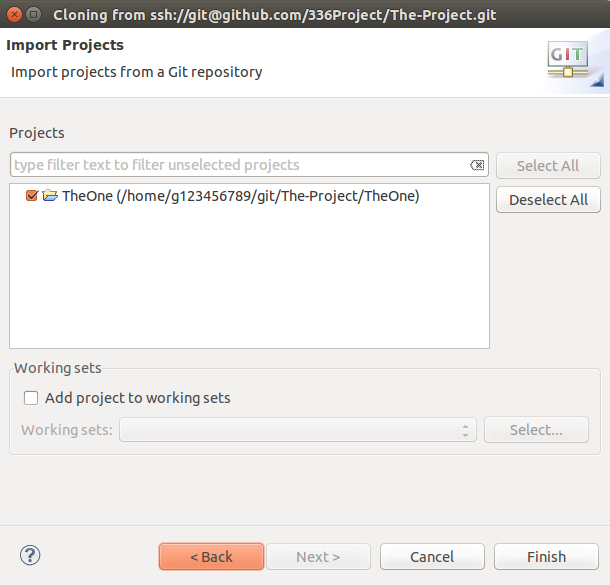 Cloning from ssh://git@github.com/336Project/The-Project.git
Import Projects
Import projects from a Git repository
GIT
Projects
type filter text to filter unselected projects
Select All
TheOne (/home/g123456789/git/The-Project/TheOne)
Deselect All
Working sets
Add project to working sets
Working sets:
Select...
?
< Back
Next >
Cancel
Finish